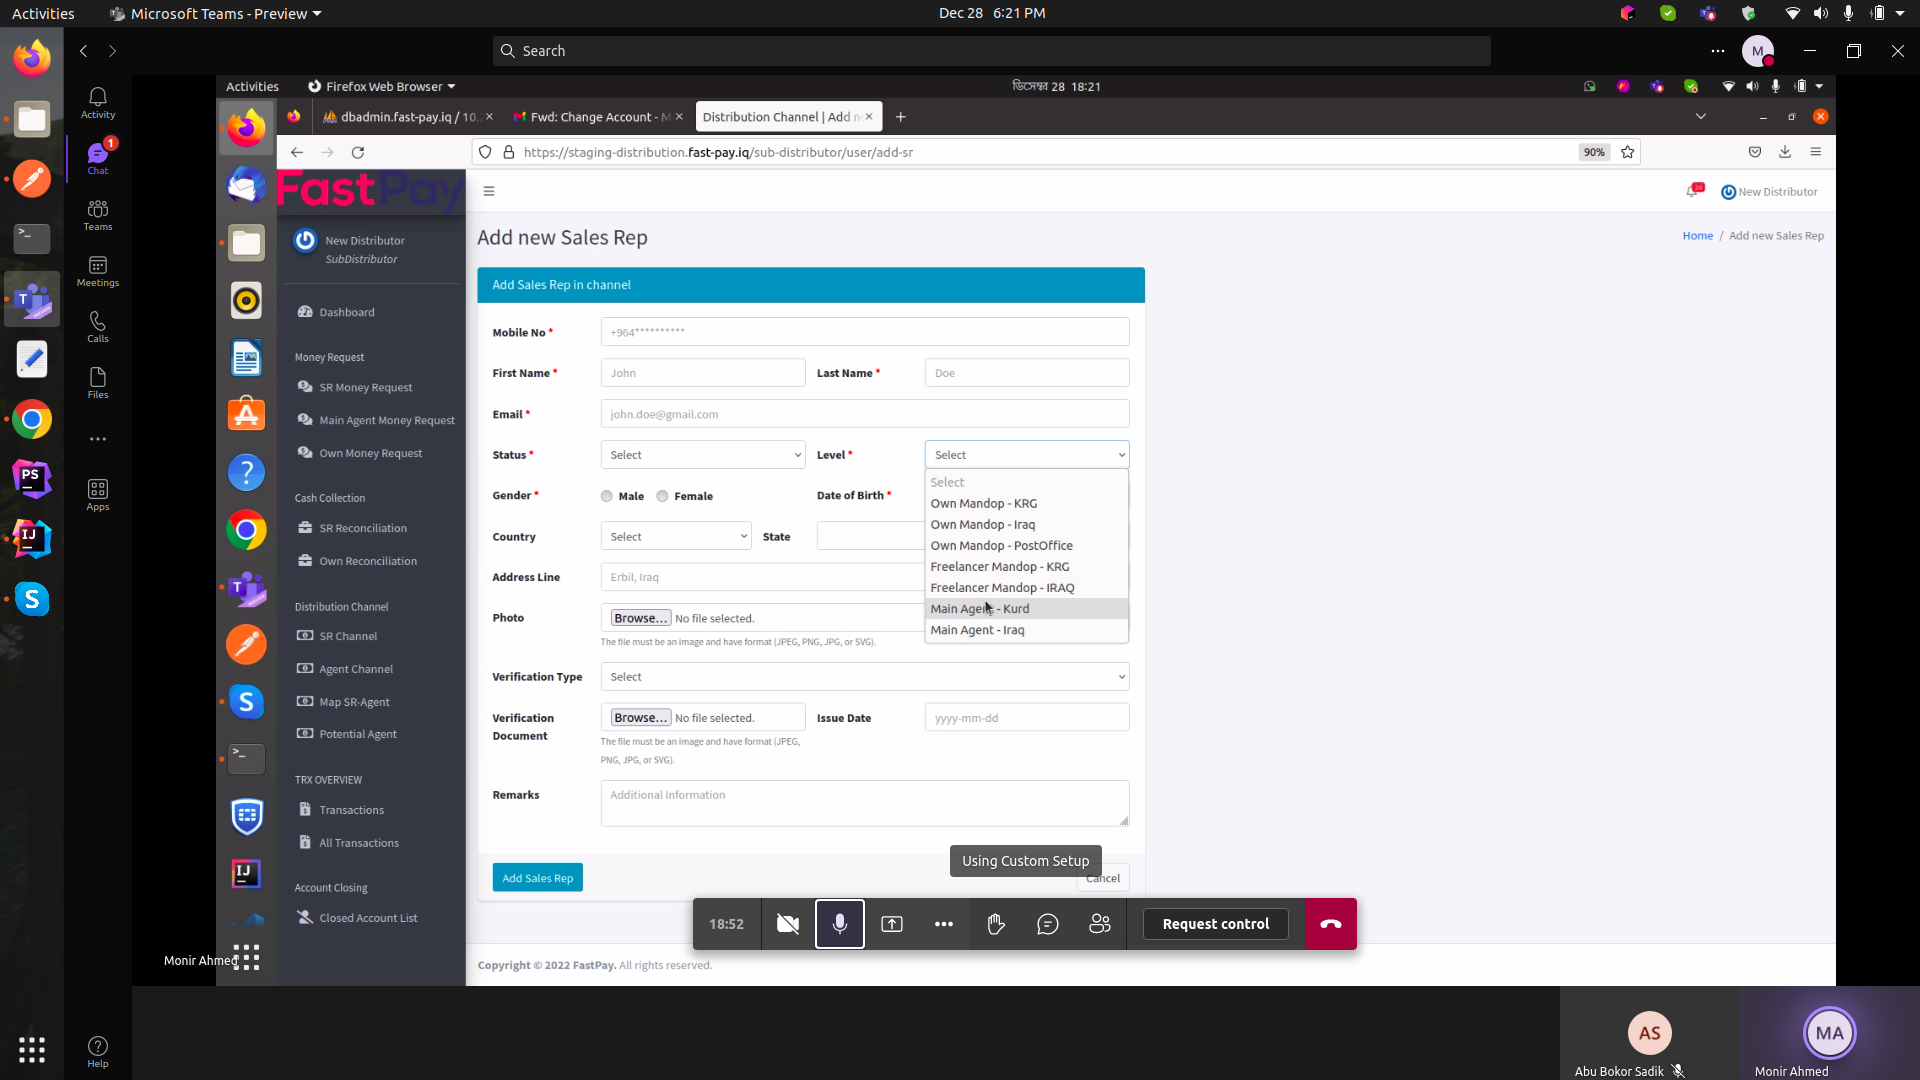 Activities
Microsoft Teams - Preview
Dec 28 6:21 PM
Search
M
Activity
Chat
1
Teams
Meetings
Calls
Files
Apps
Help
Activities
Firefox Web Browser
ডিসেম্বর 28 18:21
dbadmin.fast-pay.iq / 10.
Fwd: Change Account - M
Distribution Channel | Add n
https://staging-distribution.fast-pay.iq/sub-distributor/user/add-sr
90%
FastPay
New Distributor
New Distributor
SubDistributor
Dashboard
Money Request
SR Money Request
Main Agent Money Request
Own Money Request
Cash Collection
SR Reconciliation
Own Reconciliation
Distribution Channel
SR Channel
Agent Channel
Map SR-Agent
Potential Agent
TRX OVERVIEW
Transactions
All Transactions
Account Closing
Closed Account List
Add new Sales Rep
Home / Add new Sales Rep
Add Sales Rep in channel
Mobile No *
+964**********
First Name *
John
Last Name *
Doe
Email *
john.doe@gmail.com
Status *
Select
Level *
Select
Select
Own Mandop - KRG
Own Mandop - Iraq
Own Mandop - PostOffice
Freelancer Mandop - KRG
Freelancer Mandop - IRAQ
Main Agent - Kurd
Main Agent - Iraq
Gender *
Male
Female
Date of Birth *
Country
Select
State
Address Line
Erbil, Iraq
Photo
Browse... No file selected.
The file must be an image and have format (JPEG, PNG, JPG, or SVG).
Verification Type
Select
Verification
Document
Browse... No file selected.
Issue Date
yyyy-mm-dd
The file must be an image and have format (JPEG,
PNG, JPG, or SVG).
Remarks
Additional Information
Using Custom Setup
Add Sales Rep
Cancel
18:52
Request control
Monir Ahmed
Copyright © 2022 FastPay. All rights reserved.
AS
Abu Bokor Sadik
MA
Monir Ahmed